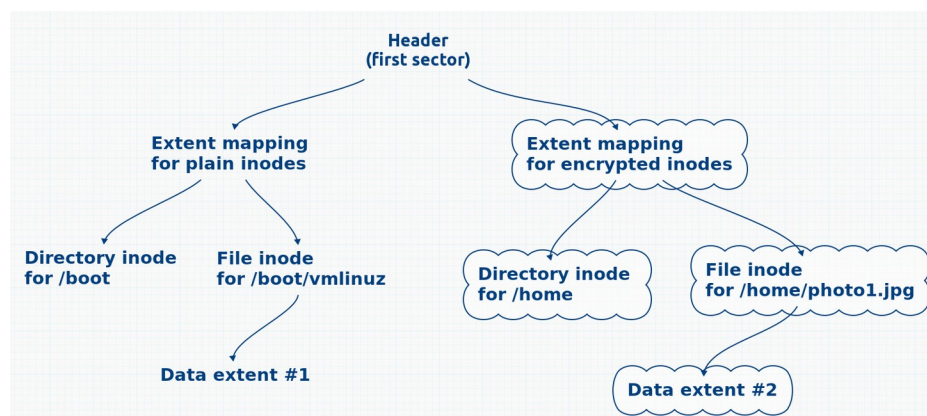 Header
(first sector)
Extent mapping
for plain inodes
Extent mapping
for encrypted inodes
Directory inode
for /boot
File inode
for /boot/vmlinuz
Directory inode
for /home
File inode
for /home/photo1.jpg
Data extent #1
Data extent #2